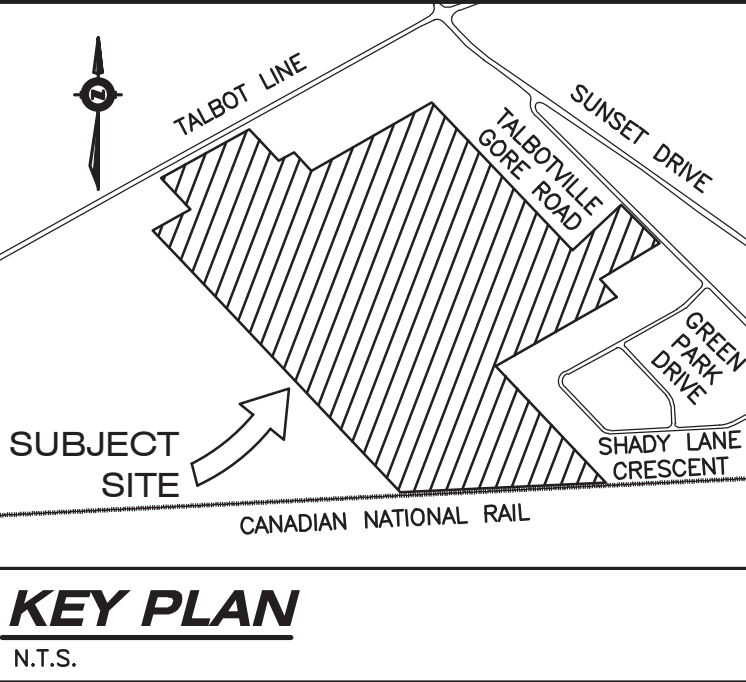 TALBOT LINE
SUNSET DRIVE
TALBOTVILLE
GORE ROAD
GREEN
PARK
DRIVE
SUBJECT
SITE
SHADY LANE
CRESCENT
CANADIAN NATIONAL RAIL
KEY PLAN
N.T.S.